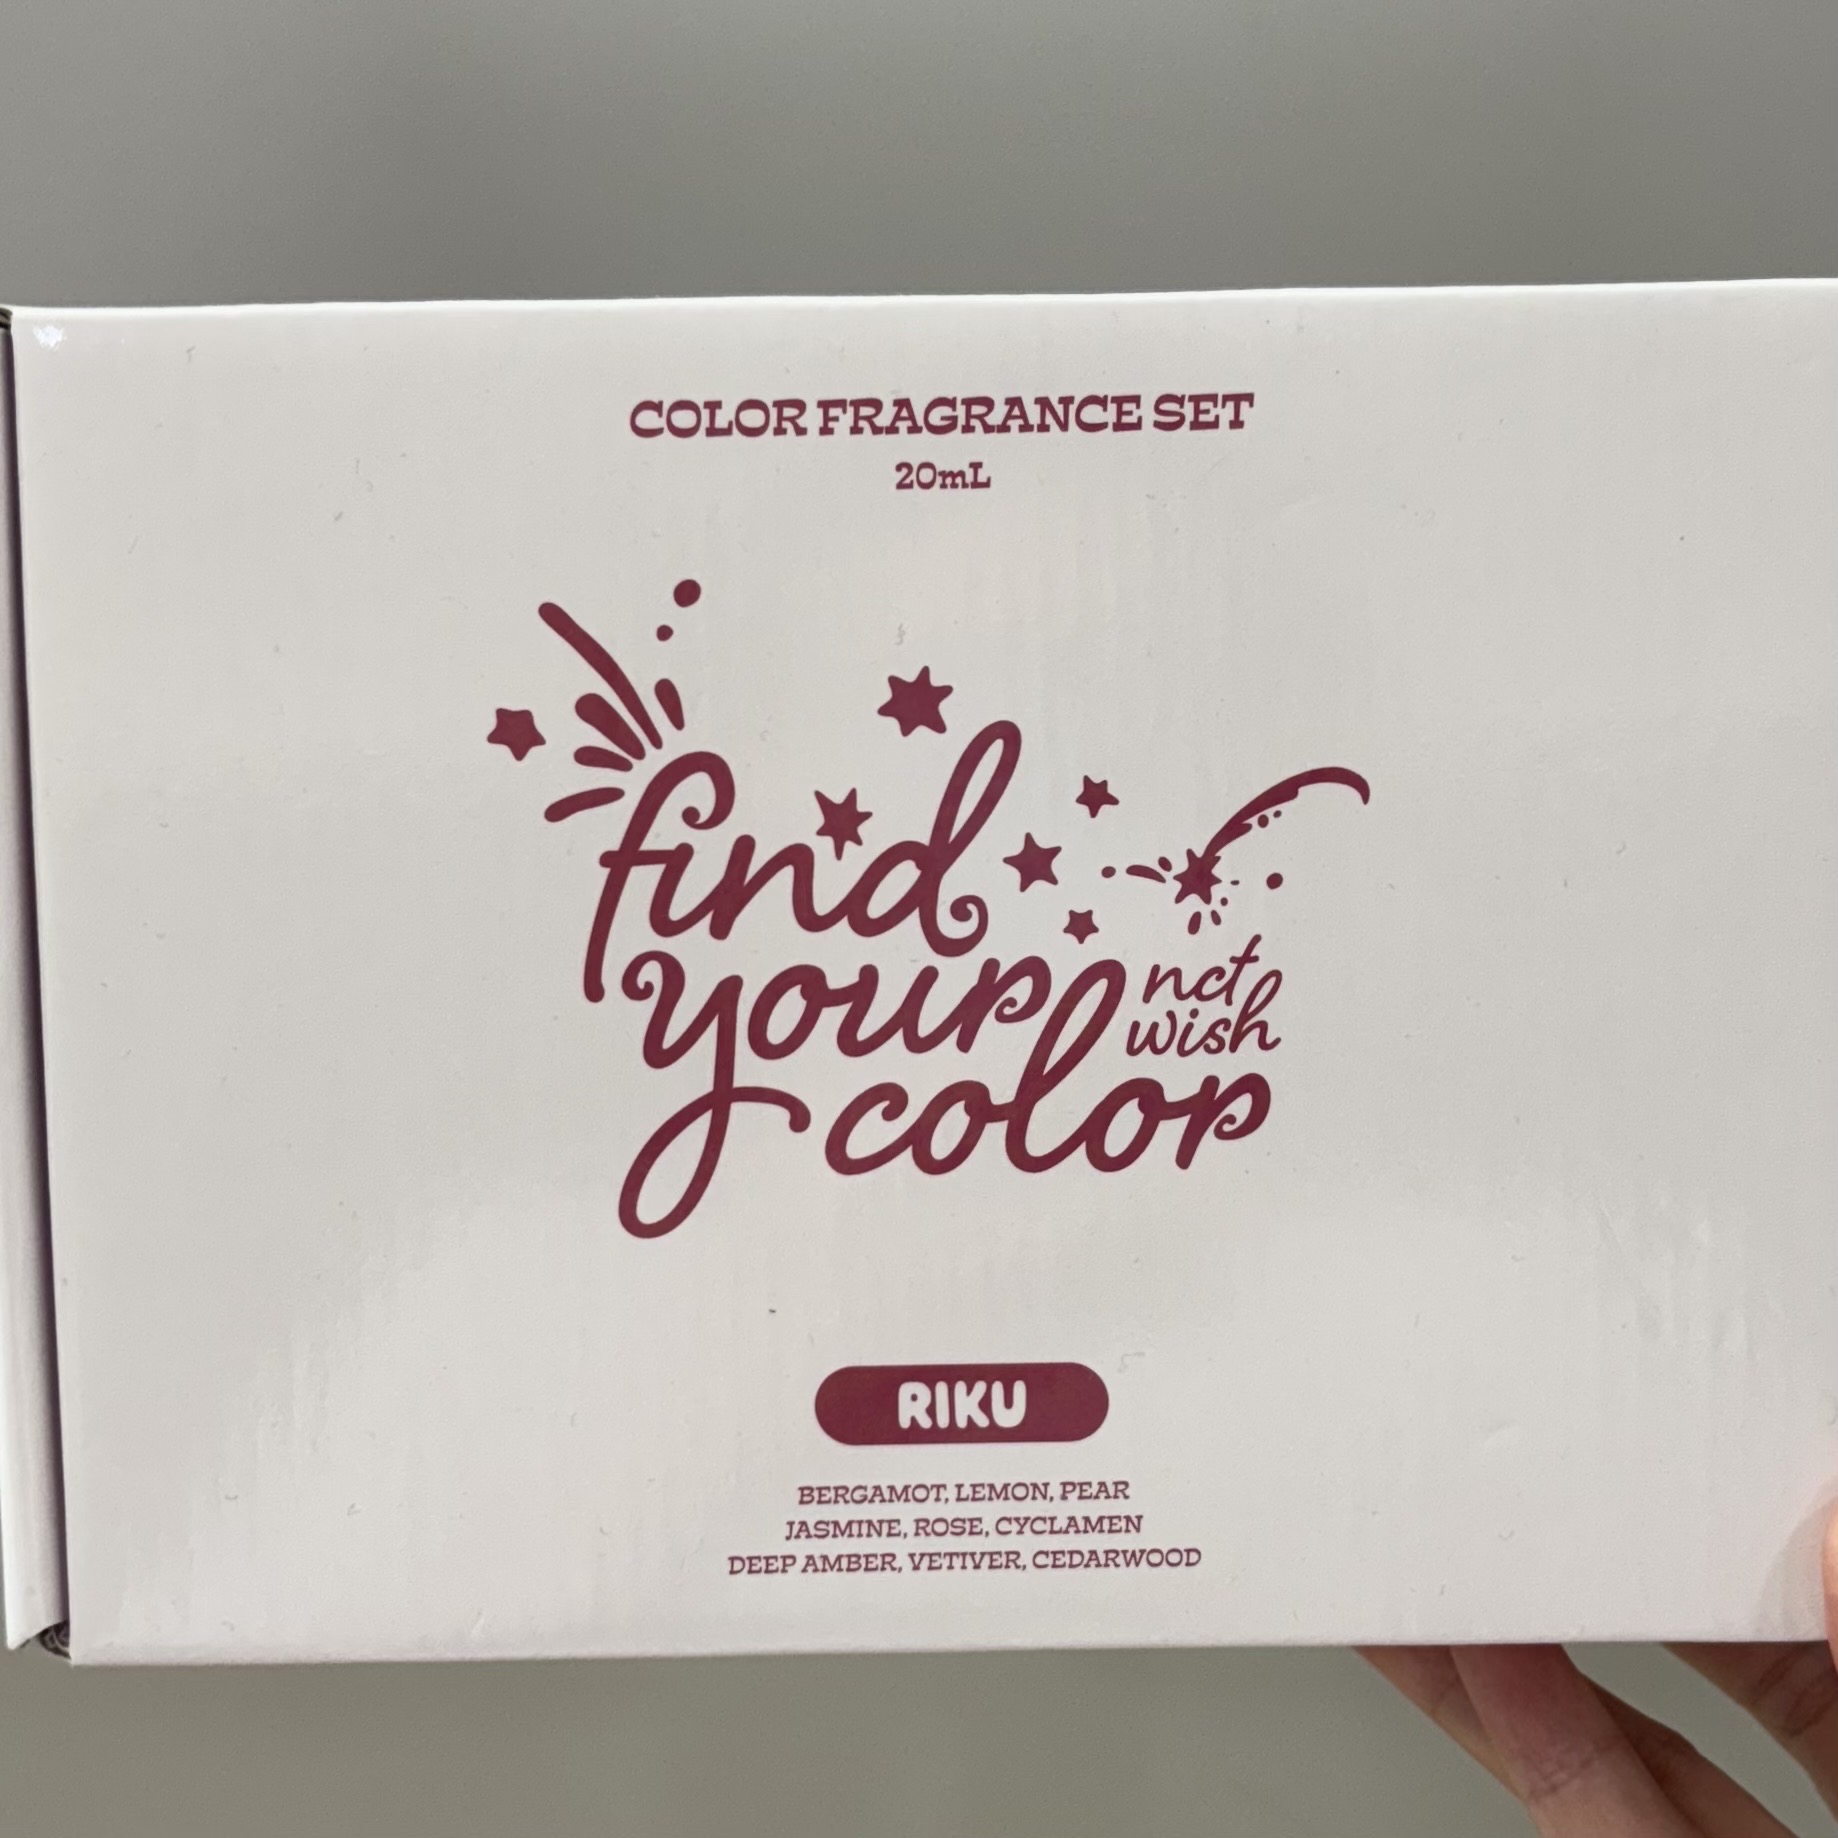 COLOR FRAGRANCE SET
20mL
find
your
nct
wish
color
RIKU
BERGAMOT, LEMON, PEAR
JASMINE, ROSE, CYCLAMEN
DEEP AMBER, VETIVER, CEDARWOOD